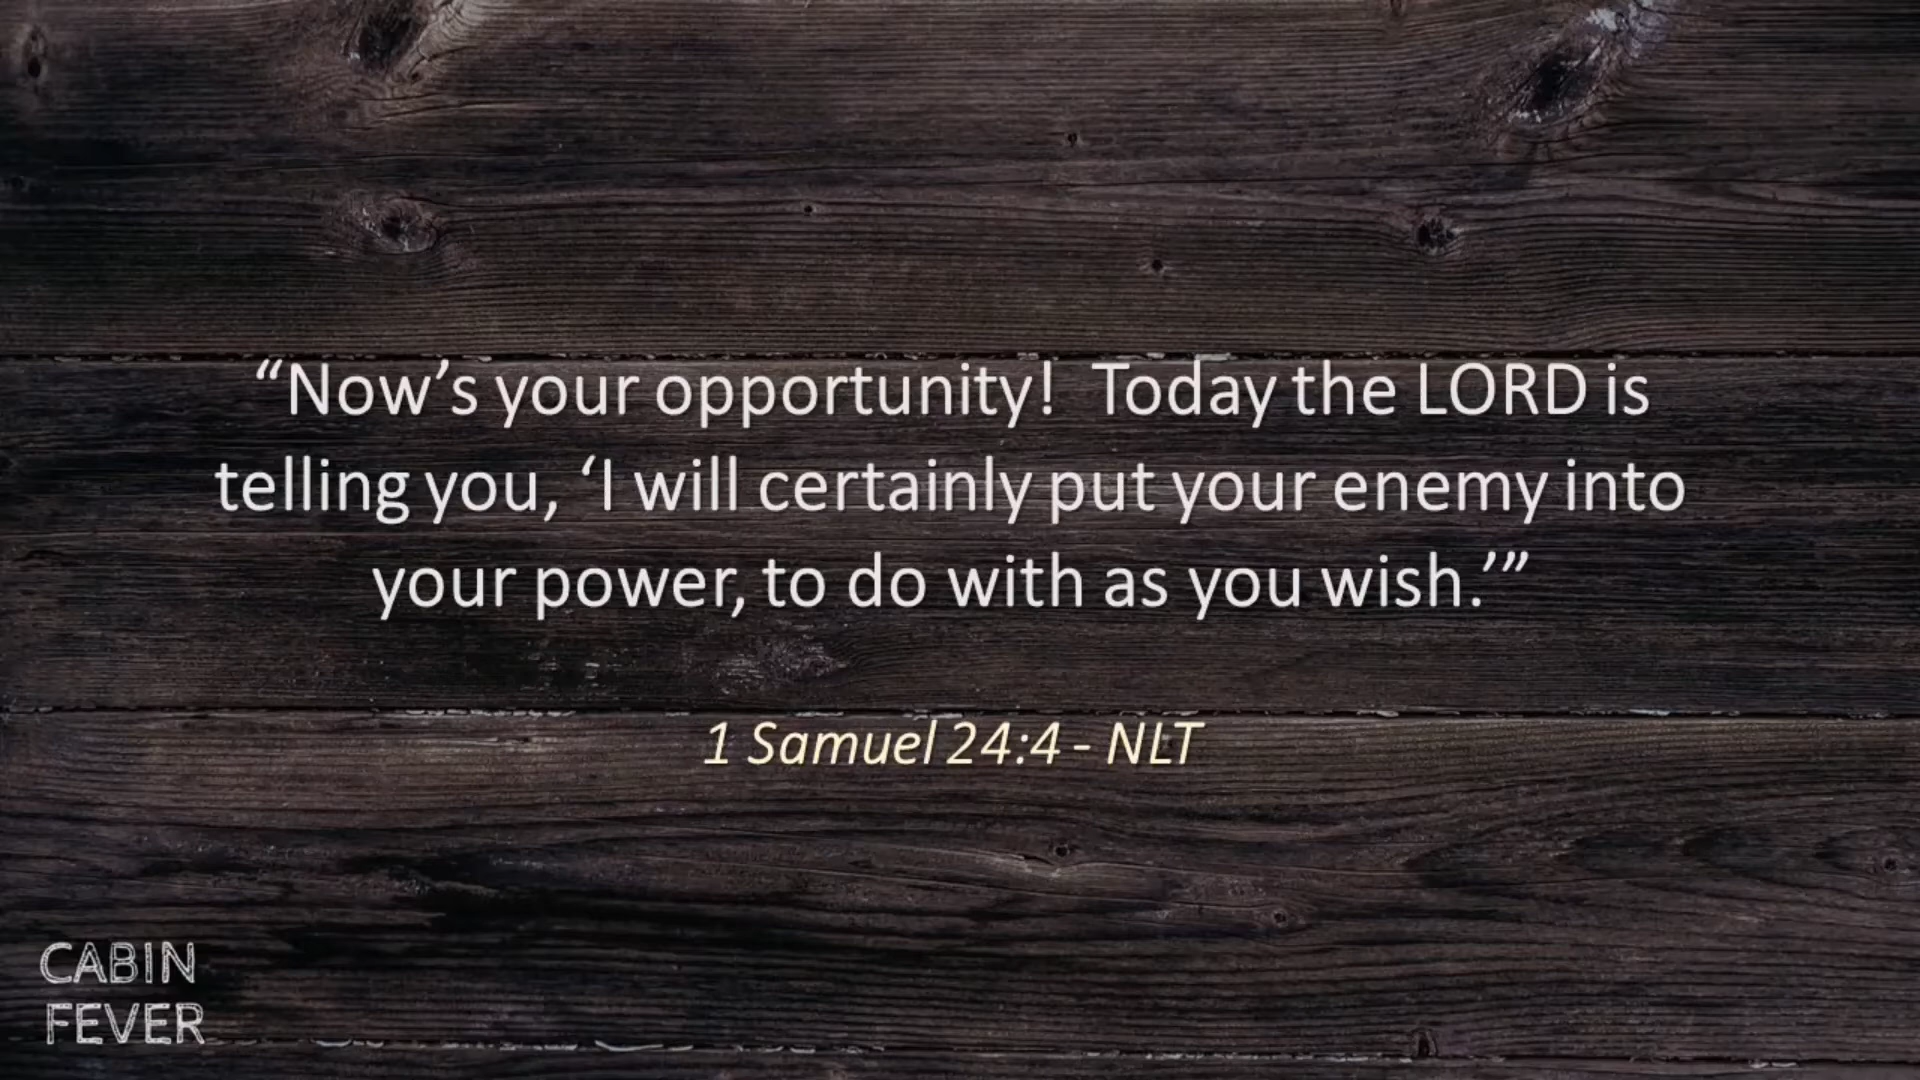 “Now’s your opportunity!  Today the LORD is
telling you, ‘I will certainly put your enemy into
your power, to do with as you wish.’”
1 Samuel 24:4 - NLT
CABIN
FEVER